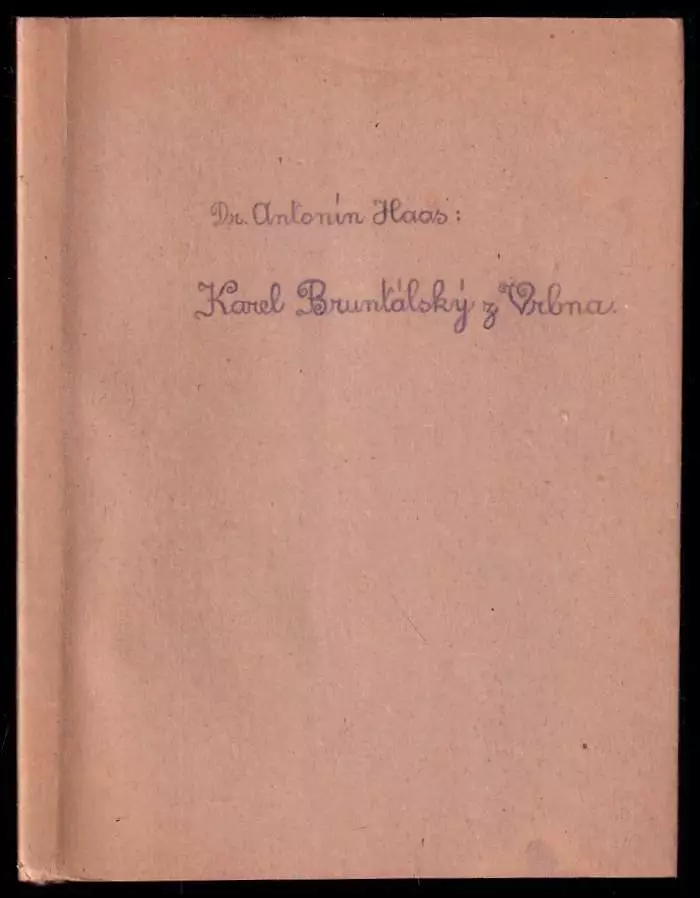 Dr. Antonín Haas:
Karel Bruntálský z Vrbna.